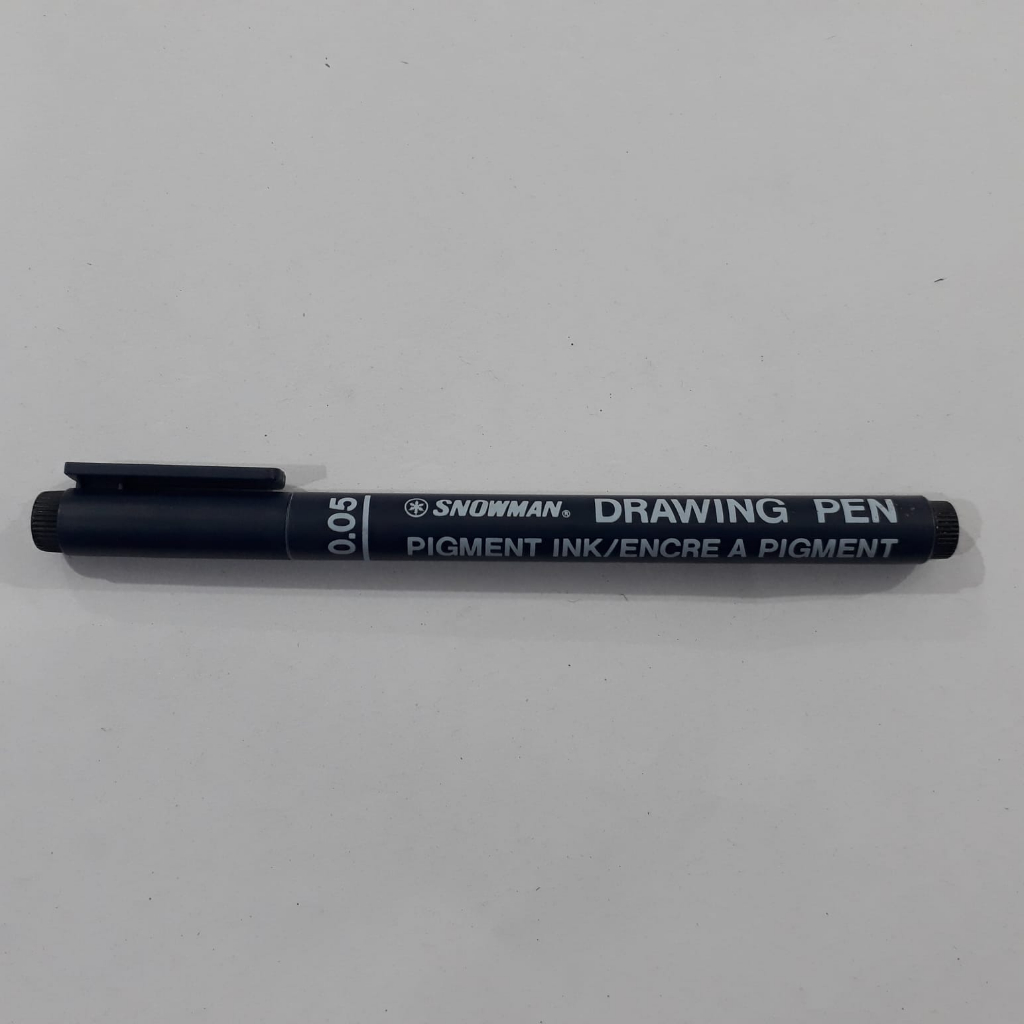 0.05
SNOWMAN® DRAWING PEN
PIGMENT INK/ENCRE A PIGMENT